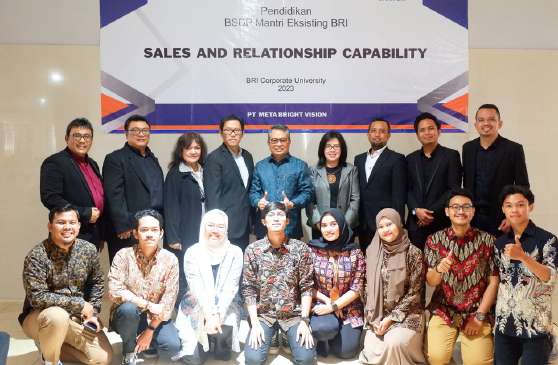 Pendidikan
BSDP Mantri Eksisting BRI
SALES AND RELATIONSHIP CAPABILITY
BRI Corporate University
2023
PT META BRIGHT VISION